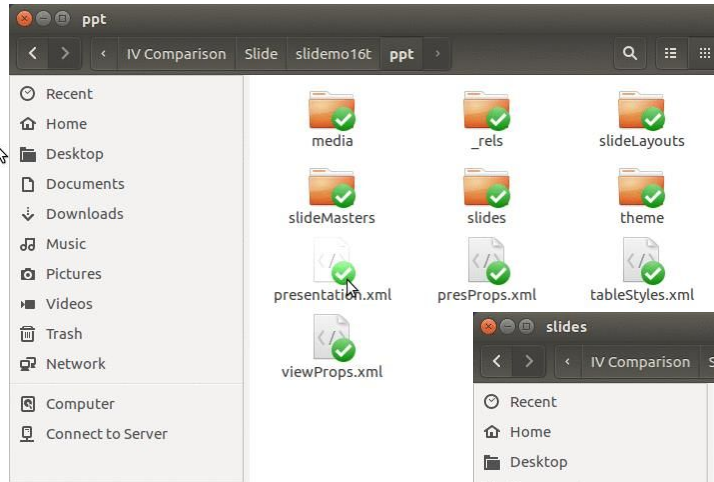 ppt
IV Comparison Slide slidemo16t ppt
Recent
Home
Desktop
Documents
Downloads
Music
Pictures
Videos
Trash
Network
Computer
Connect to Server
media _rels slideLayouts
slideMasters slides theme
presentation.xml presProps.xml tableStyles.xml
viewProps.xml
slides
IV Comparison S
Recent
Home
Desktop